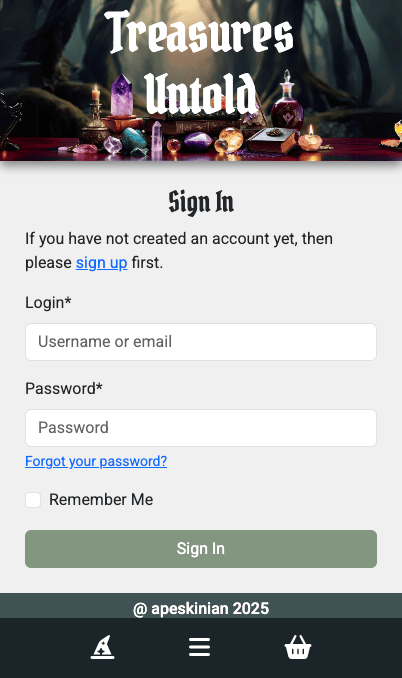 Treasures
Untold
Sign In
If you have not created an account yet, then
please sign up first.
Login*
Username or email
Password*
Password
Forgot your password?
Remember Me
Sign In
@ apeskinian 2025